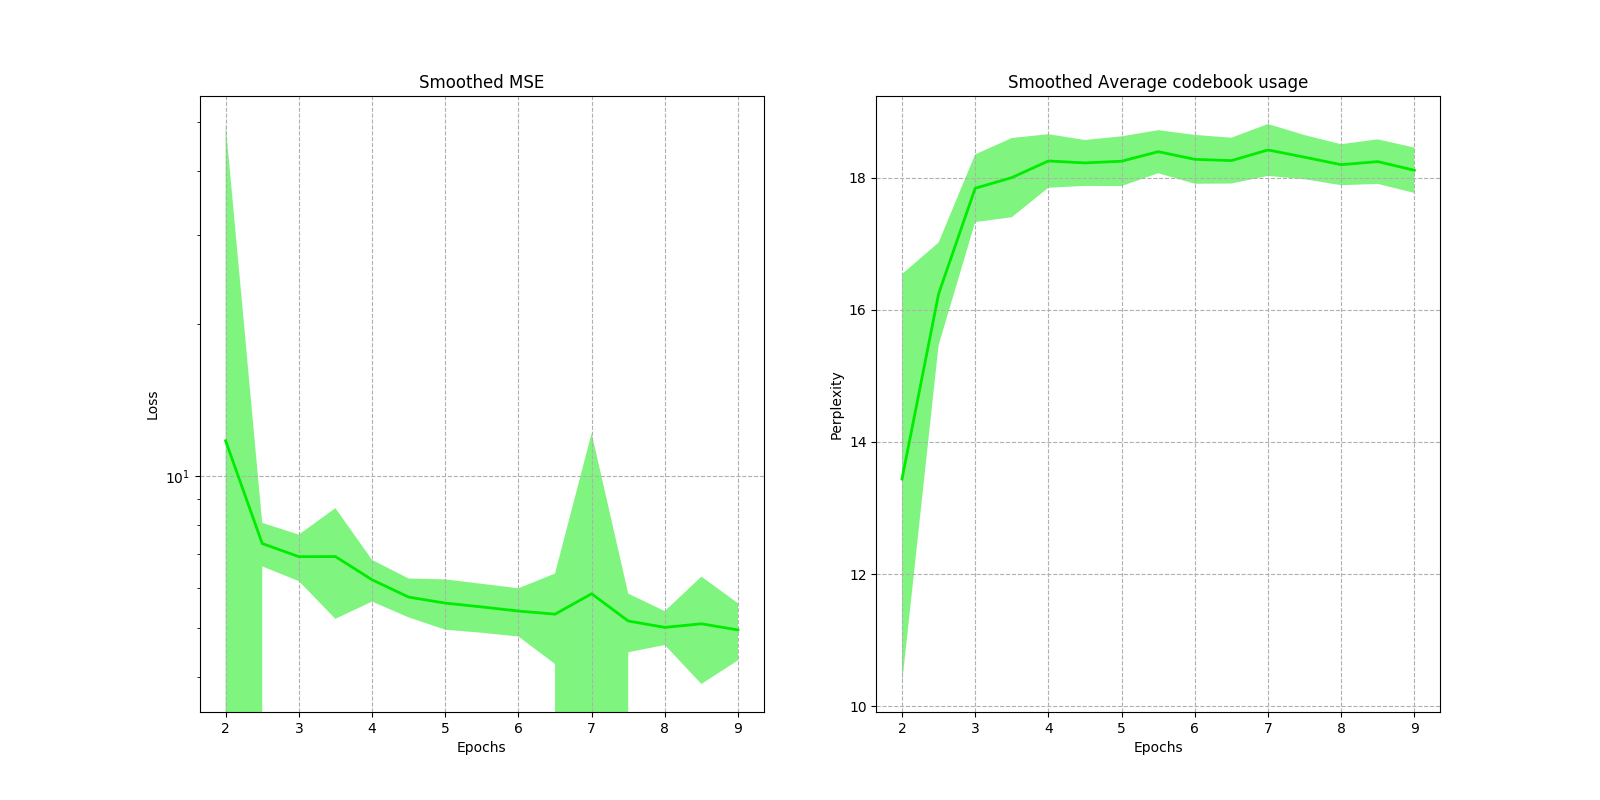 Smoothed MSE
Loss
10¹
2 3 4 5 6 7 8 9
Epochs
Smoothed Average codebook usage
Perplexity
18
16
14
12
10
2 3 4 5 6 7 8 9
Epochs